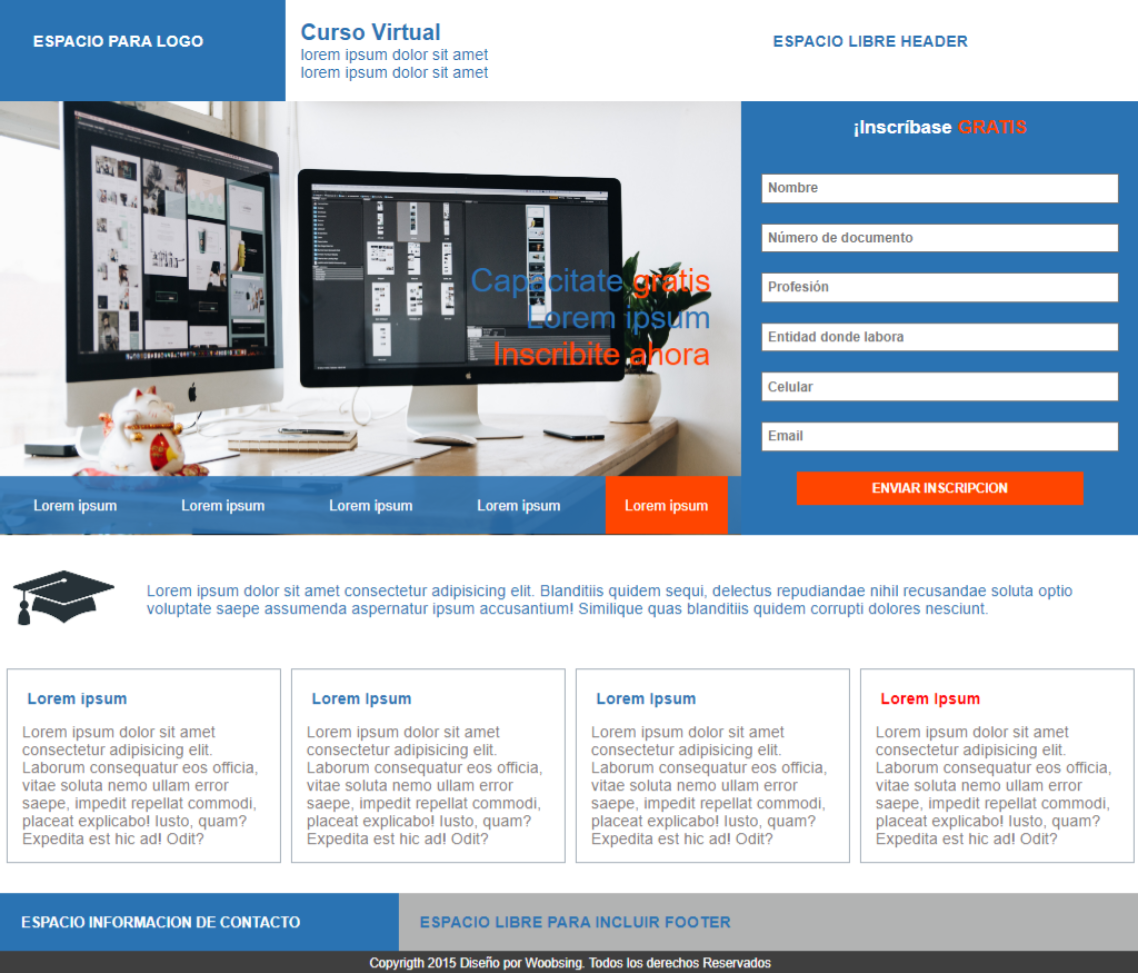 ESPACIO PARA LOGO
Curso Virtual
lorem ipsum dolor sit amet
lorem ipsum dolor sit amet
ESPACIO LIBRE HEADER
¡Inscríbase GRATIS
Nombre
Número de documento
Profesión
Entidad donde labora
Celular
Email
ENVIAR INSCRIPCION
Capacitate gratis
Lorem ipsum
Inscribite ahora
Lorem ipsum
Lorem ipsum
Lorem ipsum
Lorem ipsum
Lorem ipsum
Lorem ipsum dolor sit amet consectetur adipisicing elit. Blanditiis quidem sequi, delectus repudiandae nihil recusandae soluta optio
voluptate saepe assumenda aspernatur ipsum accusantium! Similique quas blanditiis quidem corrupti dolores nesciunt.
Lorem ipsum
Lorem ipsum dolor sit amet
consectetur adipisicing elit.
Laborum consequatur eos officia,
vitae soluta nemo ullam error
saepe, impedit repellat commodi,
placeat explicabo! Iusto, quam?
Expedita est hic ad! Odit?
Lorem Ipsum
Lorem ipsum dolor sit amet
consectetur adipisicing elit.
Laborum consequatur eos officia,
vitae soluta nemo ullam error
saepe, impedit repellat commodi,
placeat explicabo! Iusto, quam?
Expedita est hic ad! Odit?
Lorem Ipsum
Lorem ipsum dolor sit amet
consectetur adipisicing elit.
Laborum consequatur eos officia,
vitae soluta nemo ullam error
saepe, impedit repellat commodi,
placeat explicabo! Iusto, quam?
Expedita est hic ad! Odit?
Lorem Ipsum
Lorem ipsum dolor sit amet
consectetur adipisicing elit.
Laborum consequatur eos officia,
vitae soluta nemo ullam error
saepe, impedit repellat commodi,
placeat explicabo! Iusto, quam?
Expedita est hic ad! Odit?
ESPACIO INFORMACION DE CONTACTO
ESPACIO LIBRE PARA INCLUIR FOOTER
Copyrigth 2015 Diseño por Woobsing. Todos los derechos Reservados